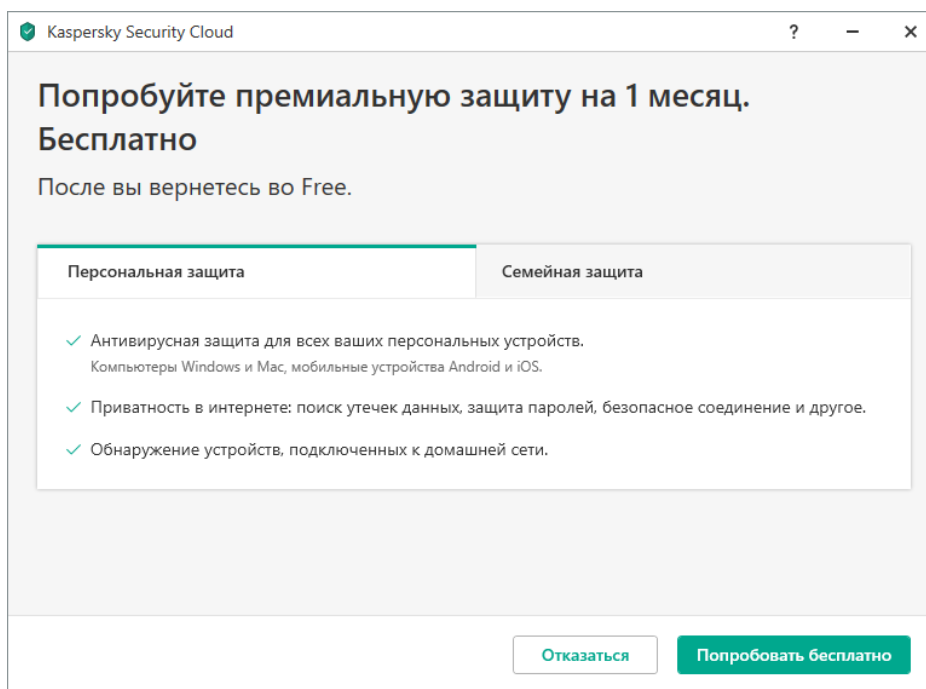 Kaspersky Security Cloud
?
Попробуйте премиальную защиту на 1 месяц.
Бесплатно
После вы вернетесь во Free.
Персональная защита
Семейная защита
Антивирусная защита для всех ваших персональных устройств.
Компьютеры Windows и Mac, мобильные устройства Android и iOS.
Приватность в интернете: поиск утечек данных, защита паролей, безопасное соединение и другое.
Обнаружение устройств, подключенных к домашней сети.
Отказаться
Попробовать бесплатно